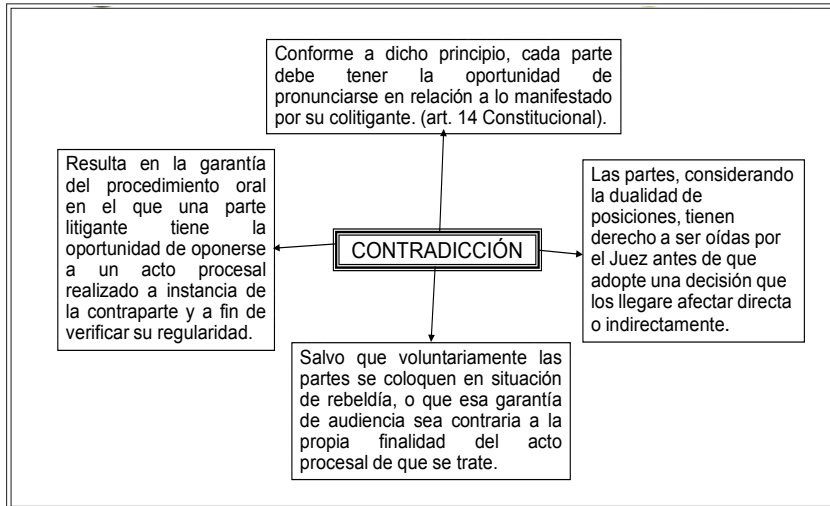 Conforme a dicho principio, cada parte
debe tener la oportunidad de
pronunciarse en relación a lo manifestado
por su colitigante. (art. 14 Constitucional).
Resulta en la garantía
del procedimiento oral
en el que una parte
litigante tiene la
oportunidad de oponerse
a un acto procesal
realizado a instancia de
la contraparte y a fin de
verificar su regularidad.
CONTRADICCIÓN
Las partes, considerando
la dualidad de
posiciones, tienen
derecho a ser oídas por
el Juez antes de que
adopte una decisión que
los llegare afectar directa
o indirectamente.
Salvo que voluntariamente las
partes se coloquen en situación
de rebeldía, o que esa garantía
de audiencia sea contraria a la
propia finalidad del acto
procesal de que se trate.